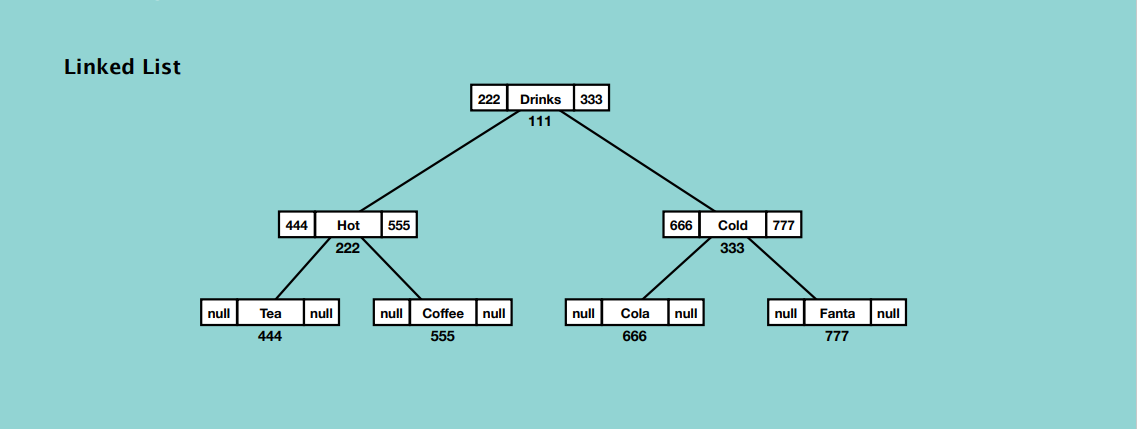 Linked List
222 Drinks 333
111
444 Hot 555
222
666 Cold 777
333
null Tea null
444
null Coffee null
555
null Cola null
666
null Fanta null
777